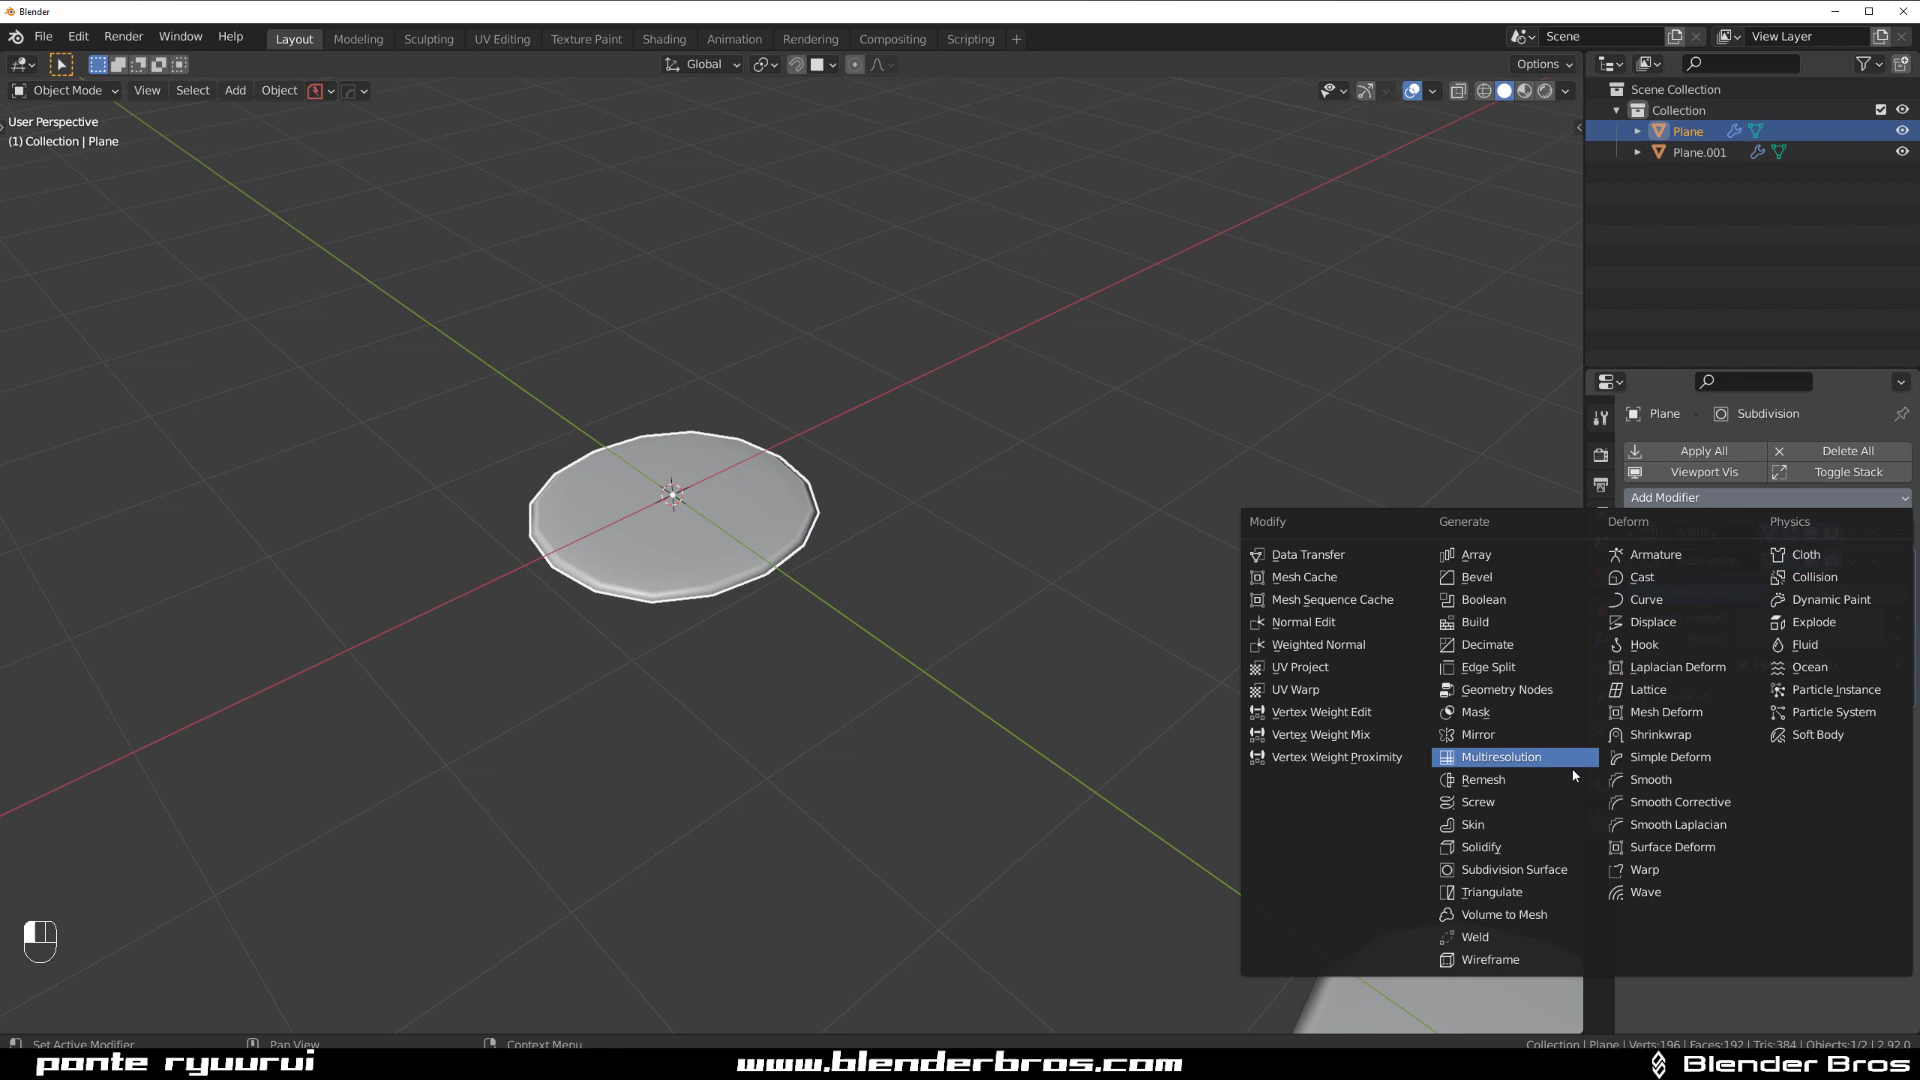 Blender
File Edit Render Window Help
Layout Modeling Sculpting UV Editing Texture Paint Shading Animation Rendering Compositing Scripting +
Scene
View Layer
Global
Options
Object Mode View Select Add Object
User Perspective
(1) Collection | Plane
Scene Collection
Collection
Plane
Plane.001
Plane Subdivision
Apply All Delete All
Viewport Vis Toggle Stack
Add Modifier
Modify
Data Transfer
Mesh Cache
Mesh Sequence Cache
Normal Edit
Weighted Normal
UV Project
UV Warp
Vertex Weight Edit
Vertex Weight Mix
Vertex Weight Proximity
Generate
Array
Bevel
Boolean
Build
Decimate
Edge Split
Geometry Nodes
Mask
Mirror
Multiresolution
Remesh
Screw
Skin
Solidify
Subdivision Surface
Triangulate
Volume to Mesh
Weld
Wireframe
Deform
Armature
Cast
Curve
Displace
Hook
Laplacian Deform
Lattice
Mesh Deform
Shrinkwrap
Simple Deform
Smooth
Smooth Corrective
Smooth Laplacian
Surface Deform
Warp
Wave
Physics
Cloth
Collision
Dynamic Paint
Explode
Fluid
Ocean
Particle Instance
Particle System
Soft Body
Set Active Modifier Pan View Context Menu
Collection | Plane | Verts:196 | Faces:192 | Tris:384 | Objects:1/2 | 2.92.0
ponte ryuurui
www.blenderbros.com
Blender Bros